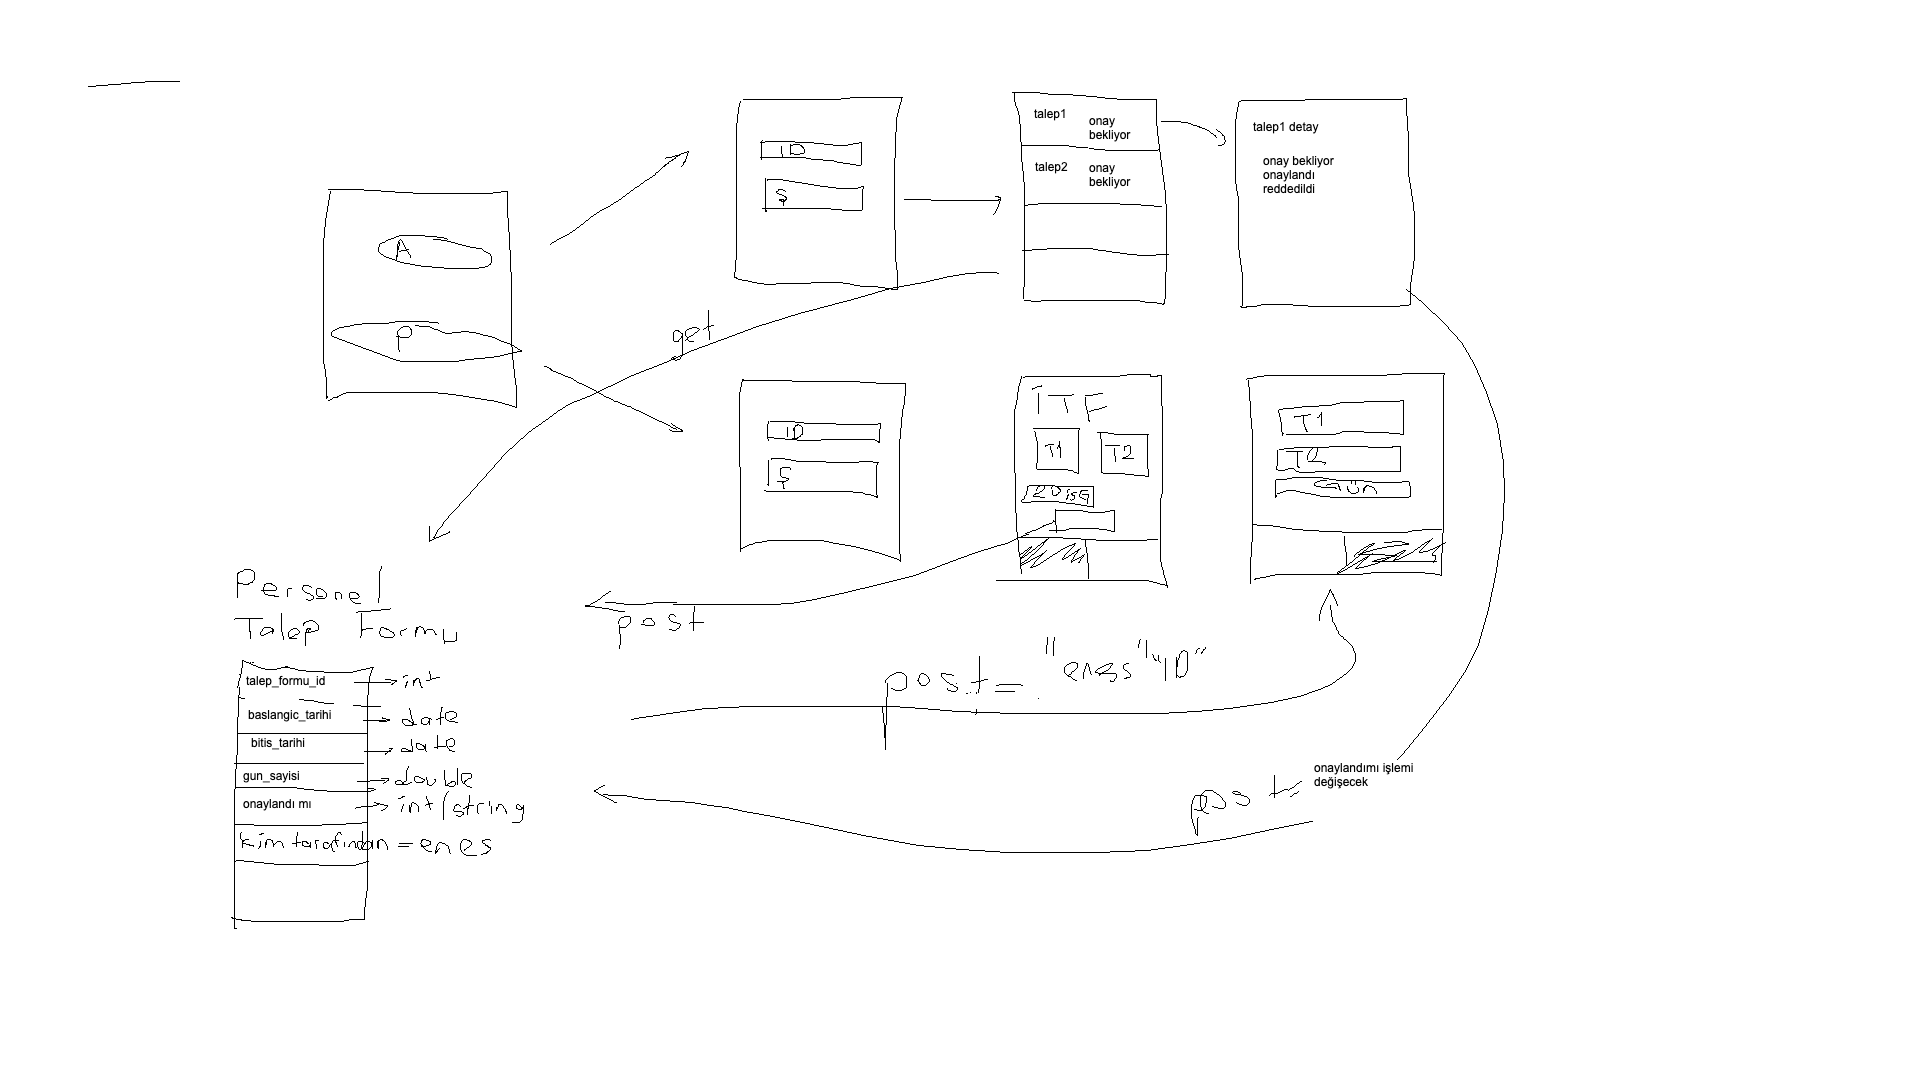 A
P
ID
Ş
talep1
onay
bekliyor
talep2
onay
bekliyor
talep1 detay
onay bekliyor
onaylandı
reddedildi
get
ID
Ş
İTF
T1
T2
T1
T2
Gün
post
Personel
Talep Formu
talep_formu_id
int
baslangic_tarihi
date
bitis_tarihi
date
gun_sayisi
double
onaylandı mı
int/string
kim tarafından = enes
post = "enes" "ID"
post=
onaylandımı işlemi
değişecek